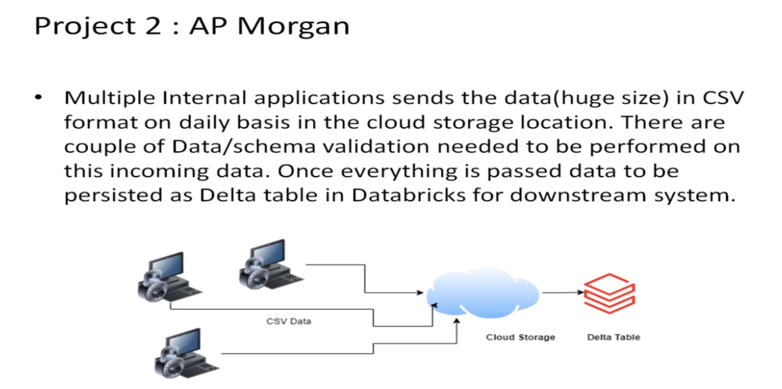 Project 2 : AP Morgan
• Multiple Internal applications sends the data(huge size) in CSV
format on daily basis in the cloud storage location. There are
couple of Data/schema validation needed to be performed on
this incoming data. Once everything is passed data to be
persisted as Delta table in Databricks for downstream system.
CSV Data
Cloud Storage
Delta Table